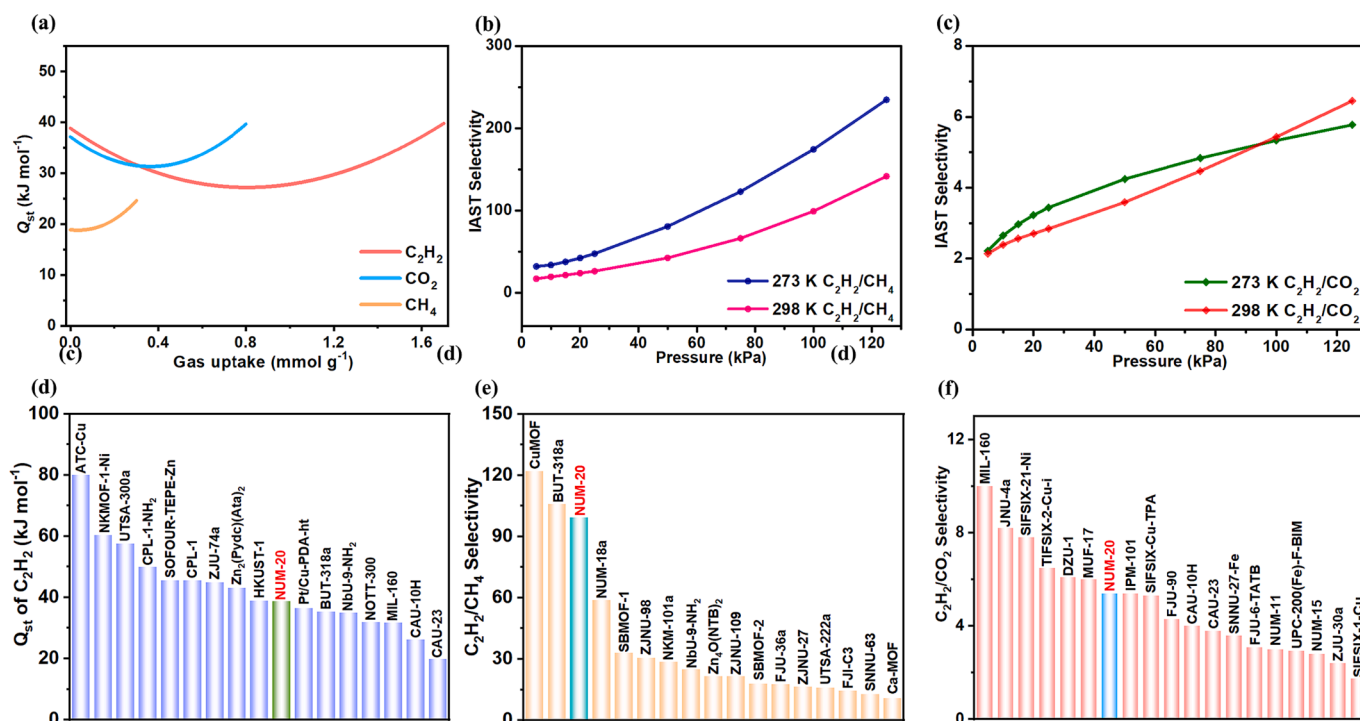 (a)
Qst (kJ mol-1)
50
40
30
20
10
0
0.0
0.4
0.8
1.2
1.6
Gas uptake (mmol g-1)
C2H2
CO2
CH4
(c)
(d)
(b)
IAST Selectivity
300
200
100
0
0
20
40
60
80
100
120
Pressure (kPa)
273 K C2H2/CH4
298 K C2H2/CH4
(d)
(c)
IAST Selectivity
8
6
4
2
0
0
20
40
60
80
100
120
Pressure (kPa)
273 K C2H2/CO2
298 K C2H2/CO2
(d)
Qst of C2H2 (kJ mol-1)
100
80
60
40
20
0
ATC-Cu
NKMOF-1-Ni
UTSA-300a
CPL-1-NH2
SOFOUR-TEPE-Zn
CPL-1
ZJU-74a
Zn2(Pydc)(Ata)2
HKUST-1
NUM-20
Pt/Cu-PDA-ht
BUT-318a
NbU-9-NH2
NOTT-300
MIL-160
CAU-10H
CAU-23
(e)
C2H2/CH4 Selectivity
150
120
90
60
30
0
CuMOF
BUT-318a
NUM-20
NUM-18a
SBMOF-1
ZJNU-98
NKM-101a
NbU-9-NH2
Zn4O(NTB)2
ZJNU-109
SBMOF-2
FJU-36a
ZJNU-27
UTSA-222a
FJI-C3
SNNU-63
Ca-MOF
(f)
C2H2/CO2 Selectivity
12
8
4
0
MIL-160
JNU-4a
SIFSIX-21-Ni
TIFSIX-2-Cu-i
DZU-1
MUF-17
NUM-20
IPM-101
SIFSIX-Cu-TPA
FJU-90
CAU-10H
CAU-23
SNNU-27-Fe
FJU-6-TATB
NUM-11
UPC-200(Fe)-F-BIM
NUM-15
ZJU-30a
SIFSIX-1-Cu